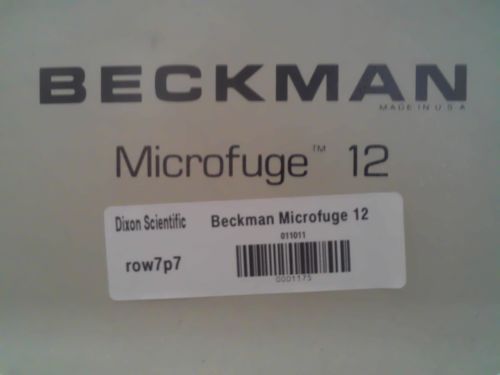 BECKMAN
MADE IN U.S.A
Microfuge™ 12
Dixon Scientific Beckman Microfuge 12
011011
row7p7
0001175